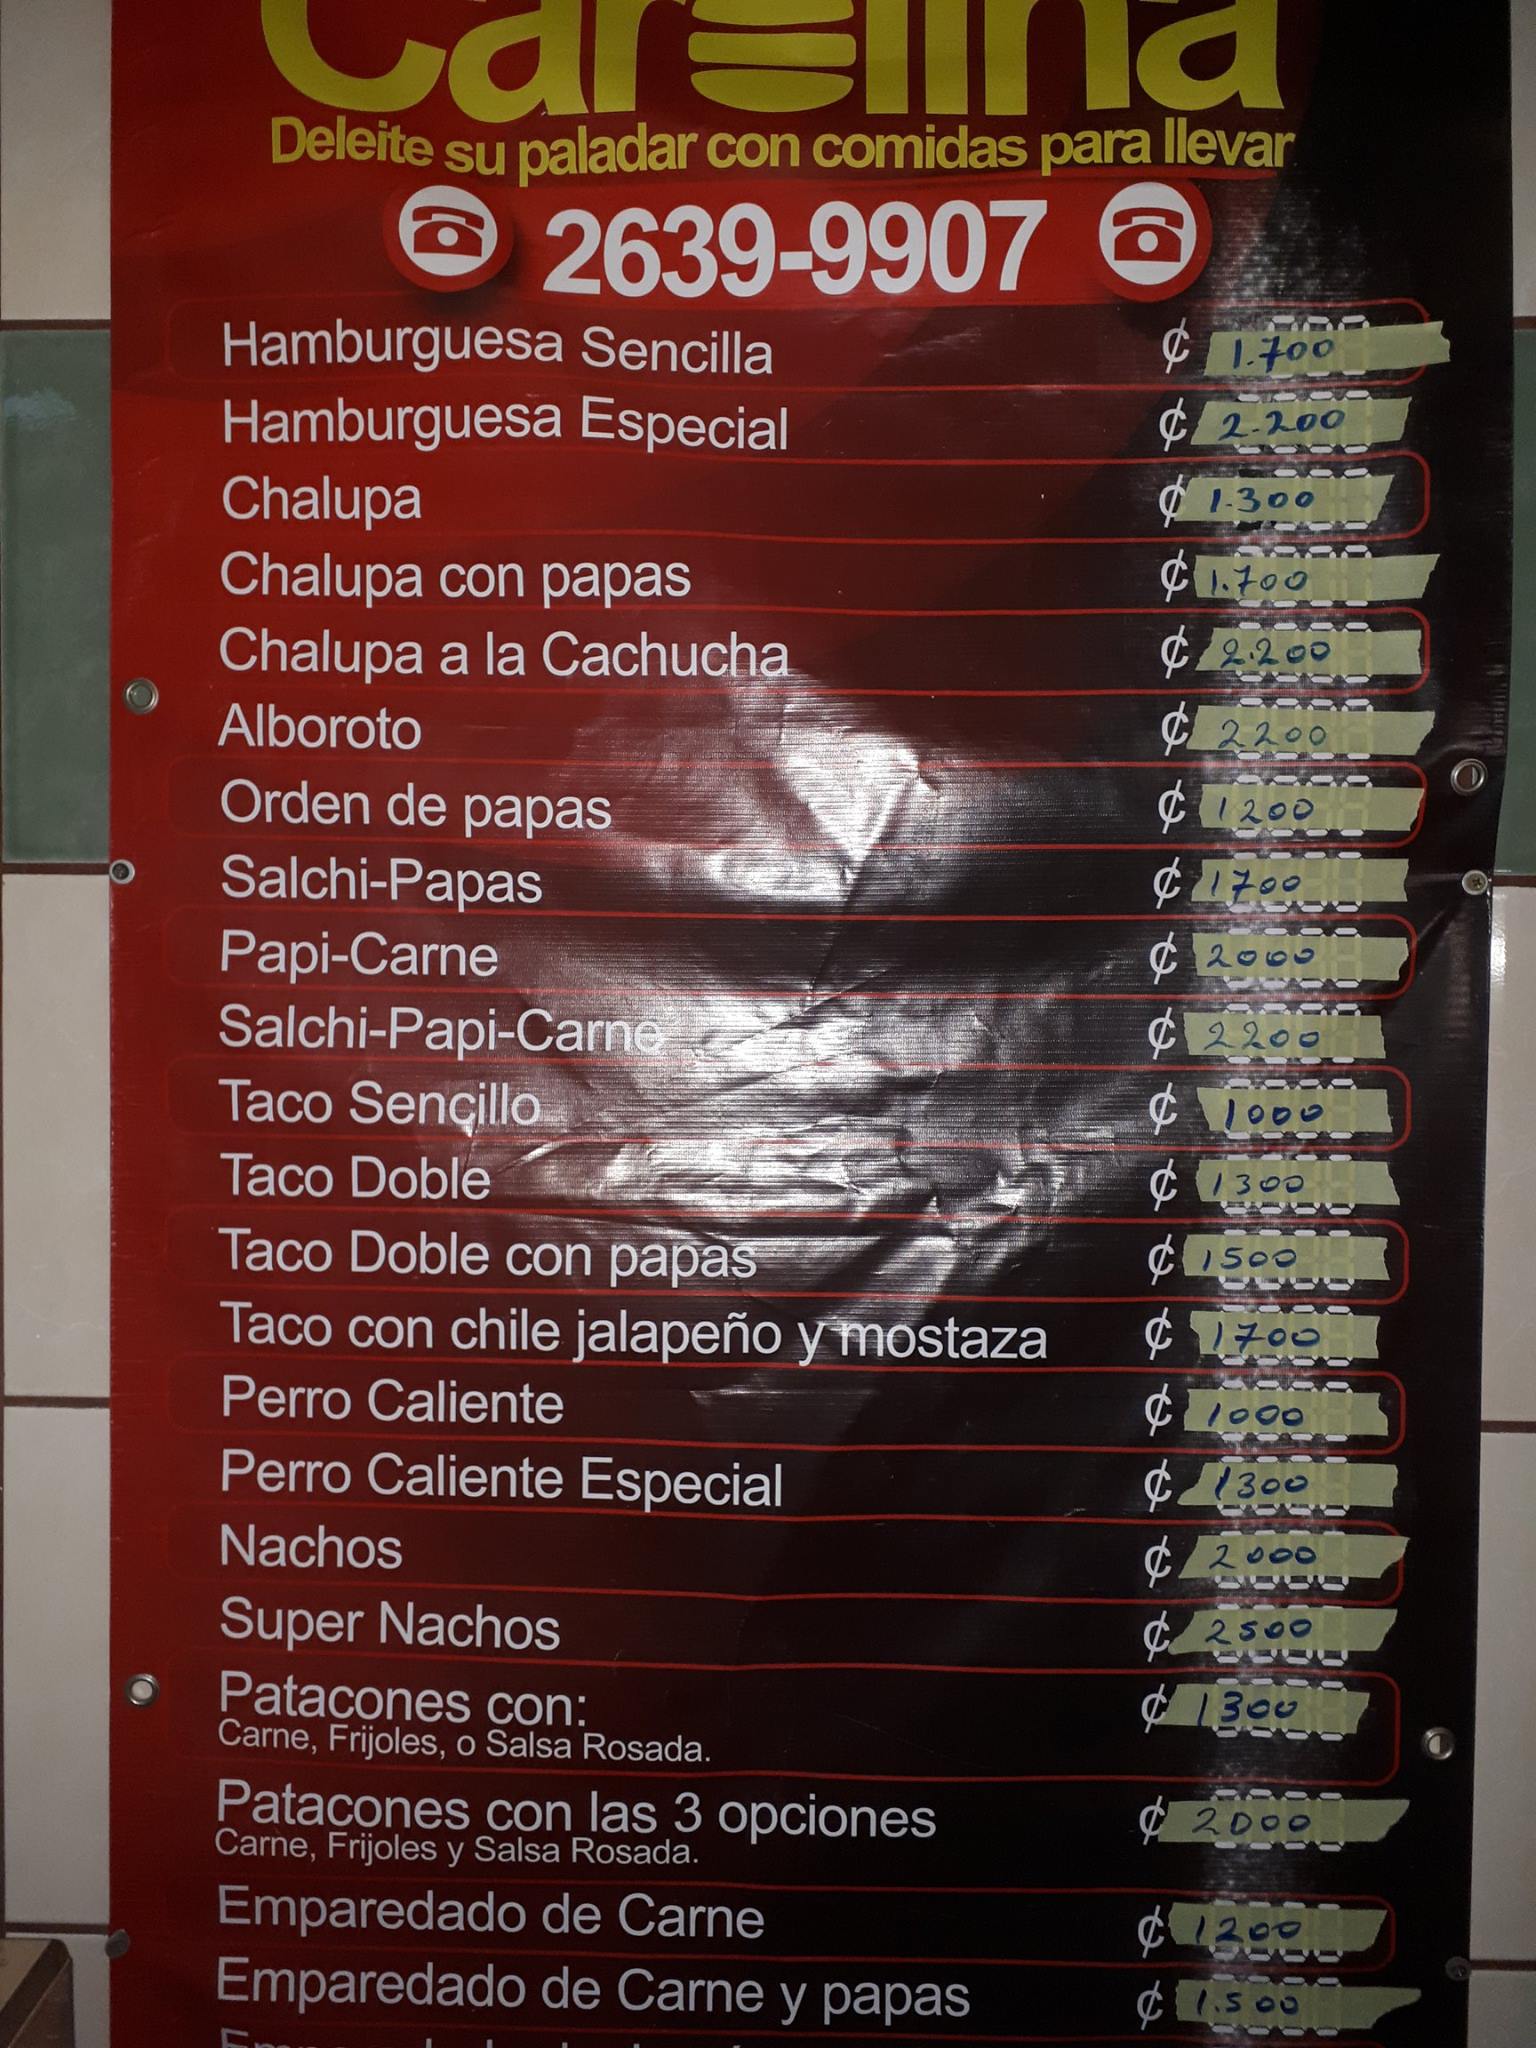 Carolina
Deleite su paladar con comidas para llevar
2639-9907
Hamburguesa Sencilla ₡ 1.700
Hamburguesa Especial ₡ 2.200
Chalupa ₡ 1.300
Chalupa con papas ₡ 1.700
Chalupa a la Cachucha ₡ 2.200
Alboroto ₡ 2200
Orden de papas ₡ 1200
Salchi-Papas ₡ 1700
Papi-Carne ₡ 2000
Salchi-Papi-Carne ₡ 2200
Taco Sencillo ₡ 1000
Taco Doble ₡ 1300
Taco Doble con papas ₡ 1500
Taco con chile jalapeño y mostaza ₡ 1700
Perro Caliente ₡ 1000
Perro Caliente Especial ₡ 1300
Nachos ₡ 2000
Super Nachos ₡ 2500
Patacones con: ₡ 1300
Carne, Frijoles, o Salsa Rosada.
Patacones con las 3 opciones ₡ 2000
Carne, Frijoles y Salsa Rosada.
Emparedado de Carne ₡ 1200
Emparedado de Carne y papas ₡ 1.500